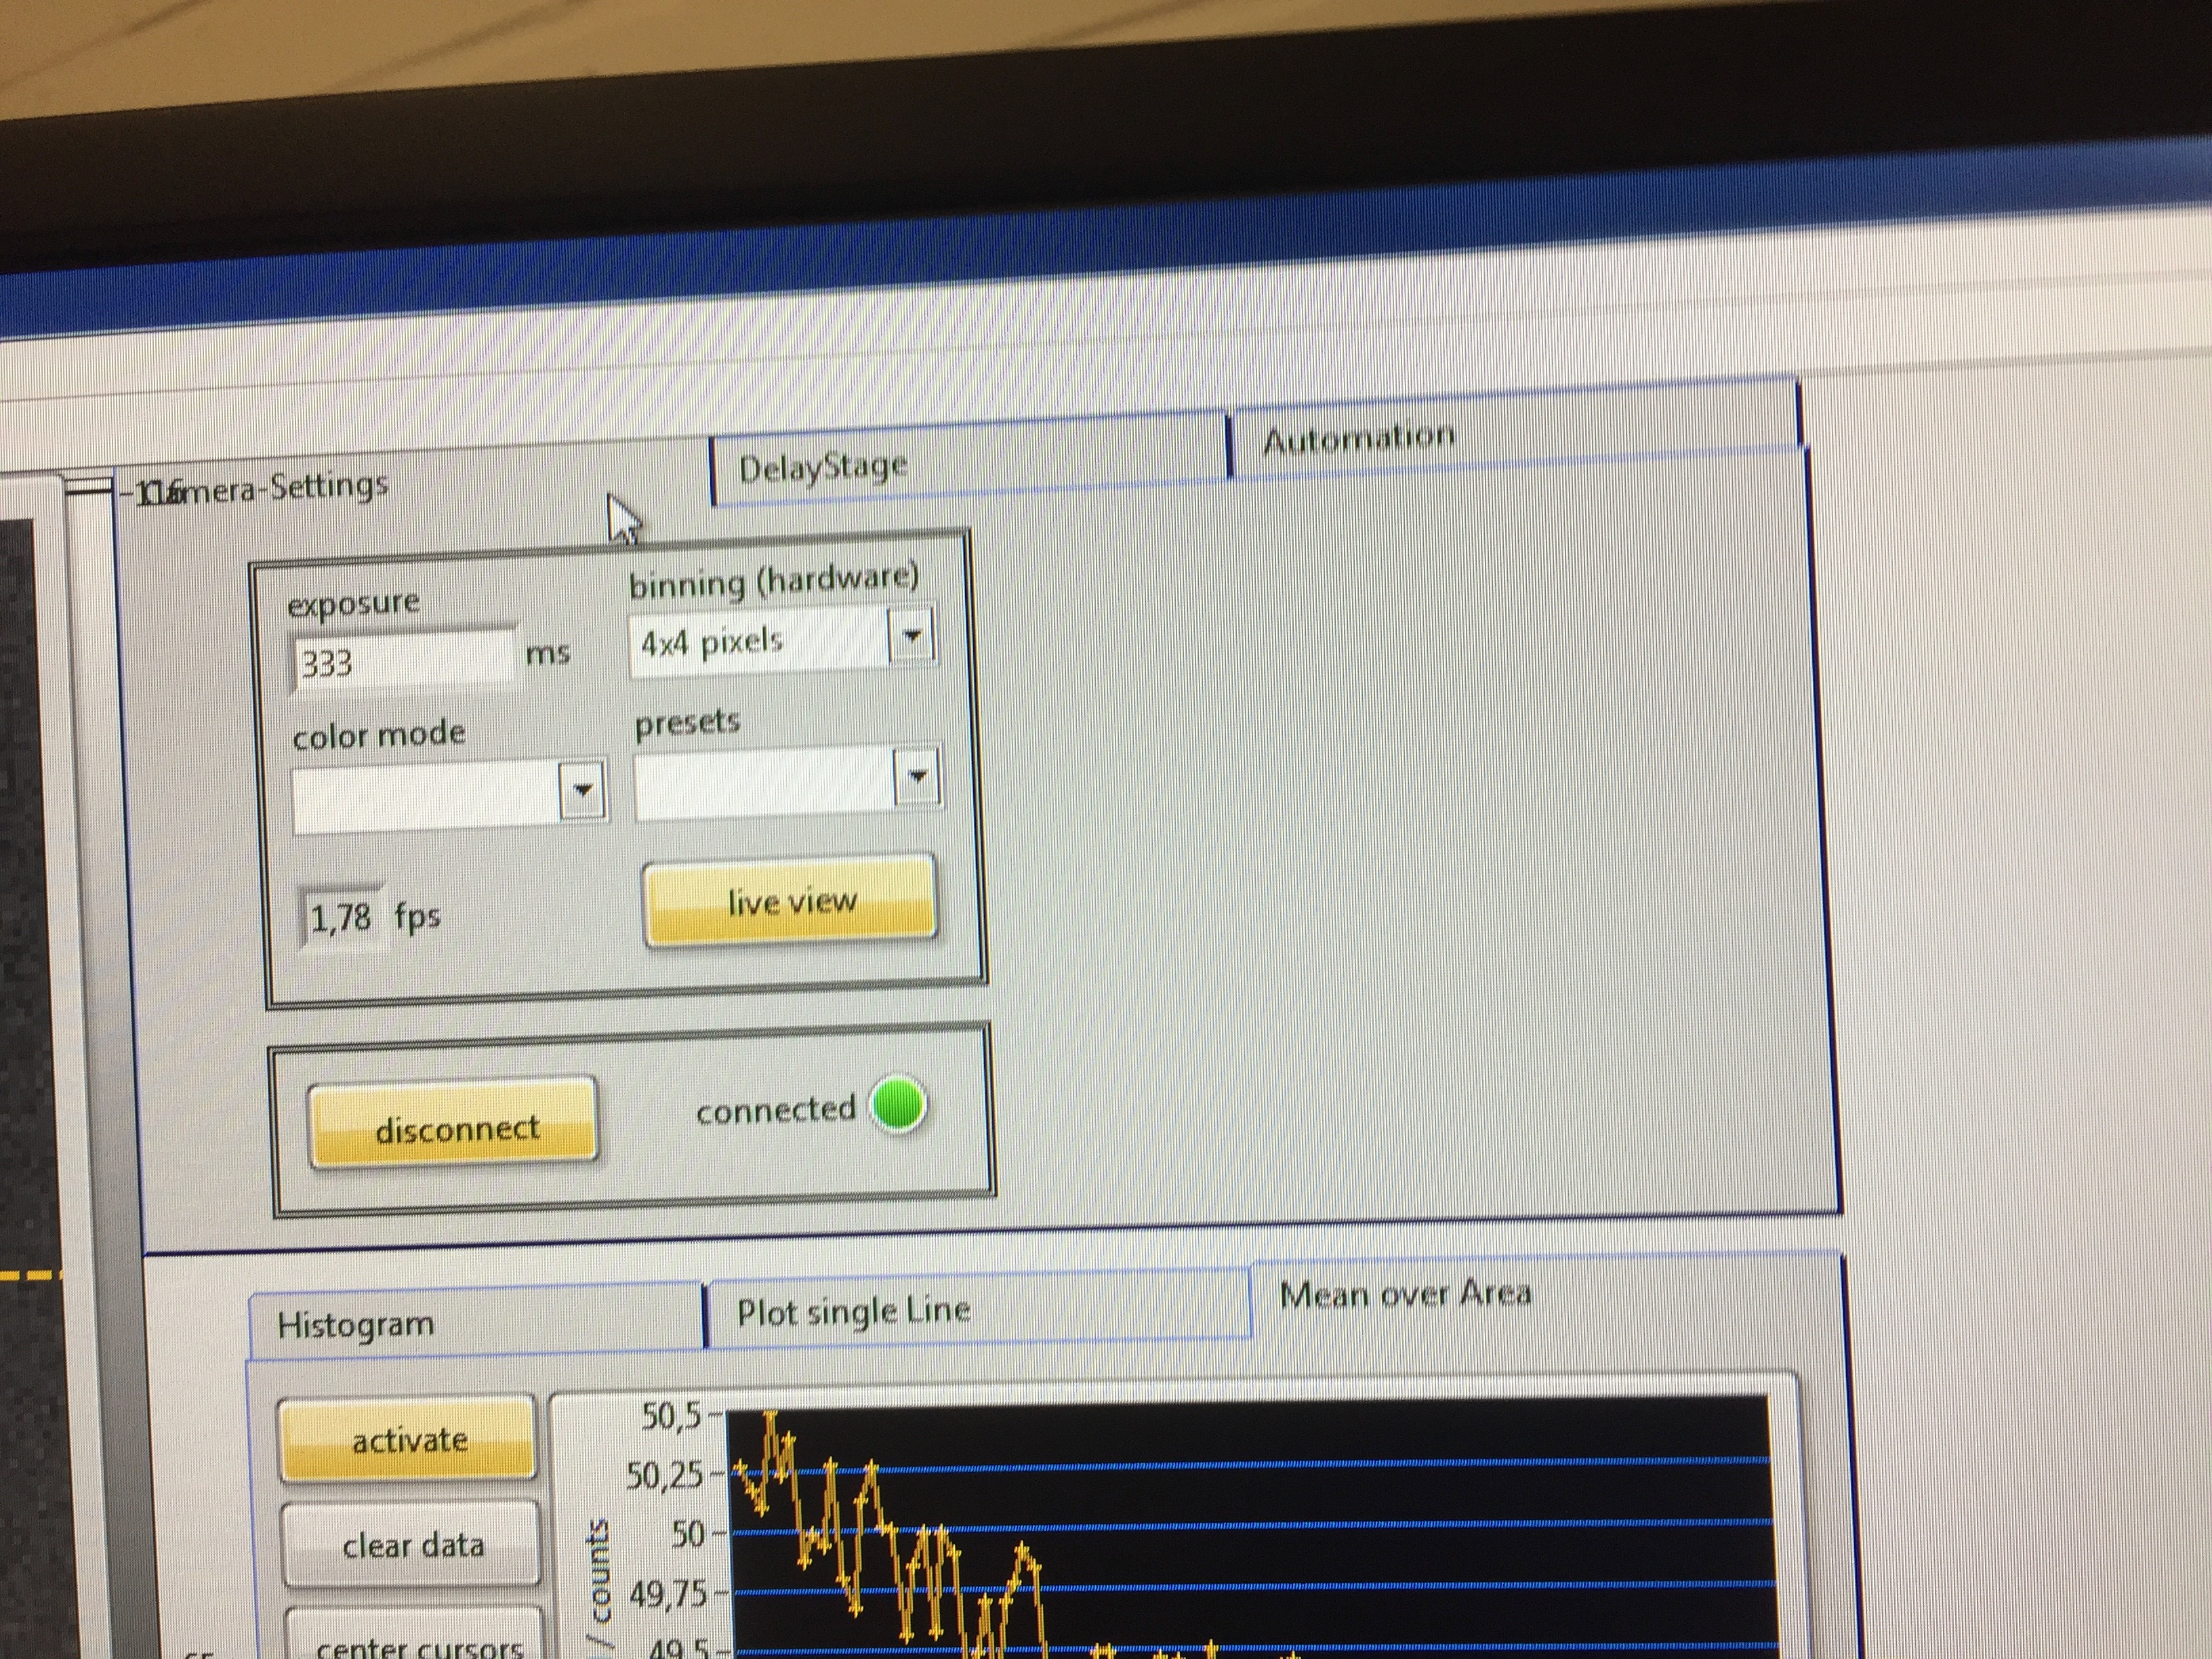 Camera-Settings
DelayStage
Automation
exposure
binning (hardware)
333
ms
4x4 pixels
color mode
presets
1,78
fps
live view
disconnect
connected
Histogram
Plot single Line
Mean over Area
activate
clear data
center cursors
/ counts
50,5
50,25
50
49,75
49,5